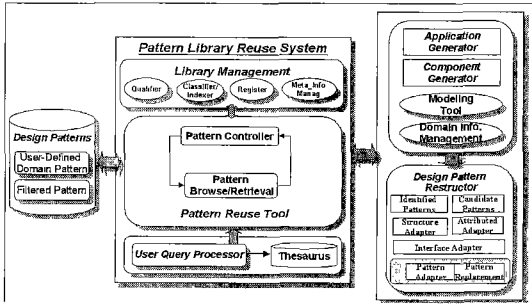 Pattern Library Reuse System
Library Management
Qualifier
Classifier/
Indexer
Register
Meta_Info
Manag
Design Patterns
User-Defined
Domain Pattern
Filtered Pattern
Pattern Controller
Pattern
Browse/Retrieval
Pattern Reuse Tool
User Query Processor
Thesaurus
Application
Generator
Component
Generator
Modeling
Tool
Domain Info.
Management
Design Pattern
Restructor
Identified
Patterns
Candidate
Patterns
Structure
Adapter
Attributed
Adapter
Interface Adapter
Pattern
Adapter
Pattern
Replacement